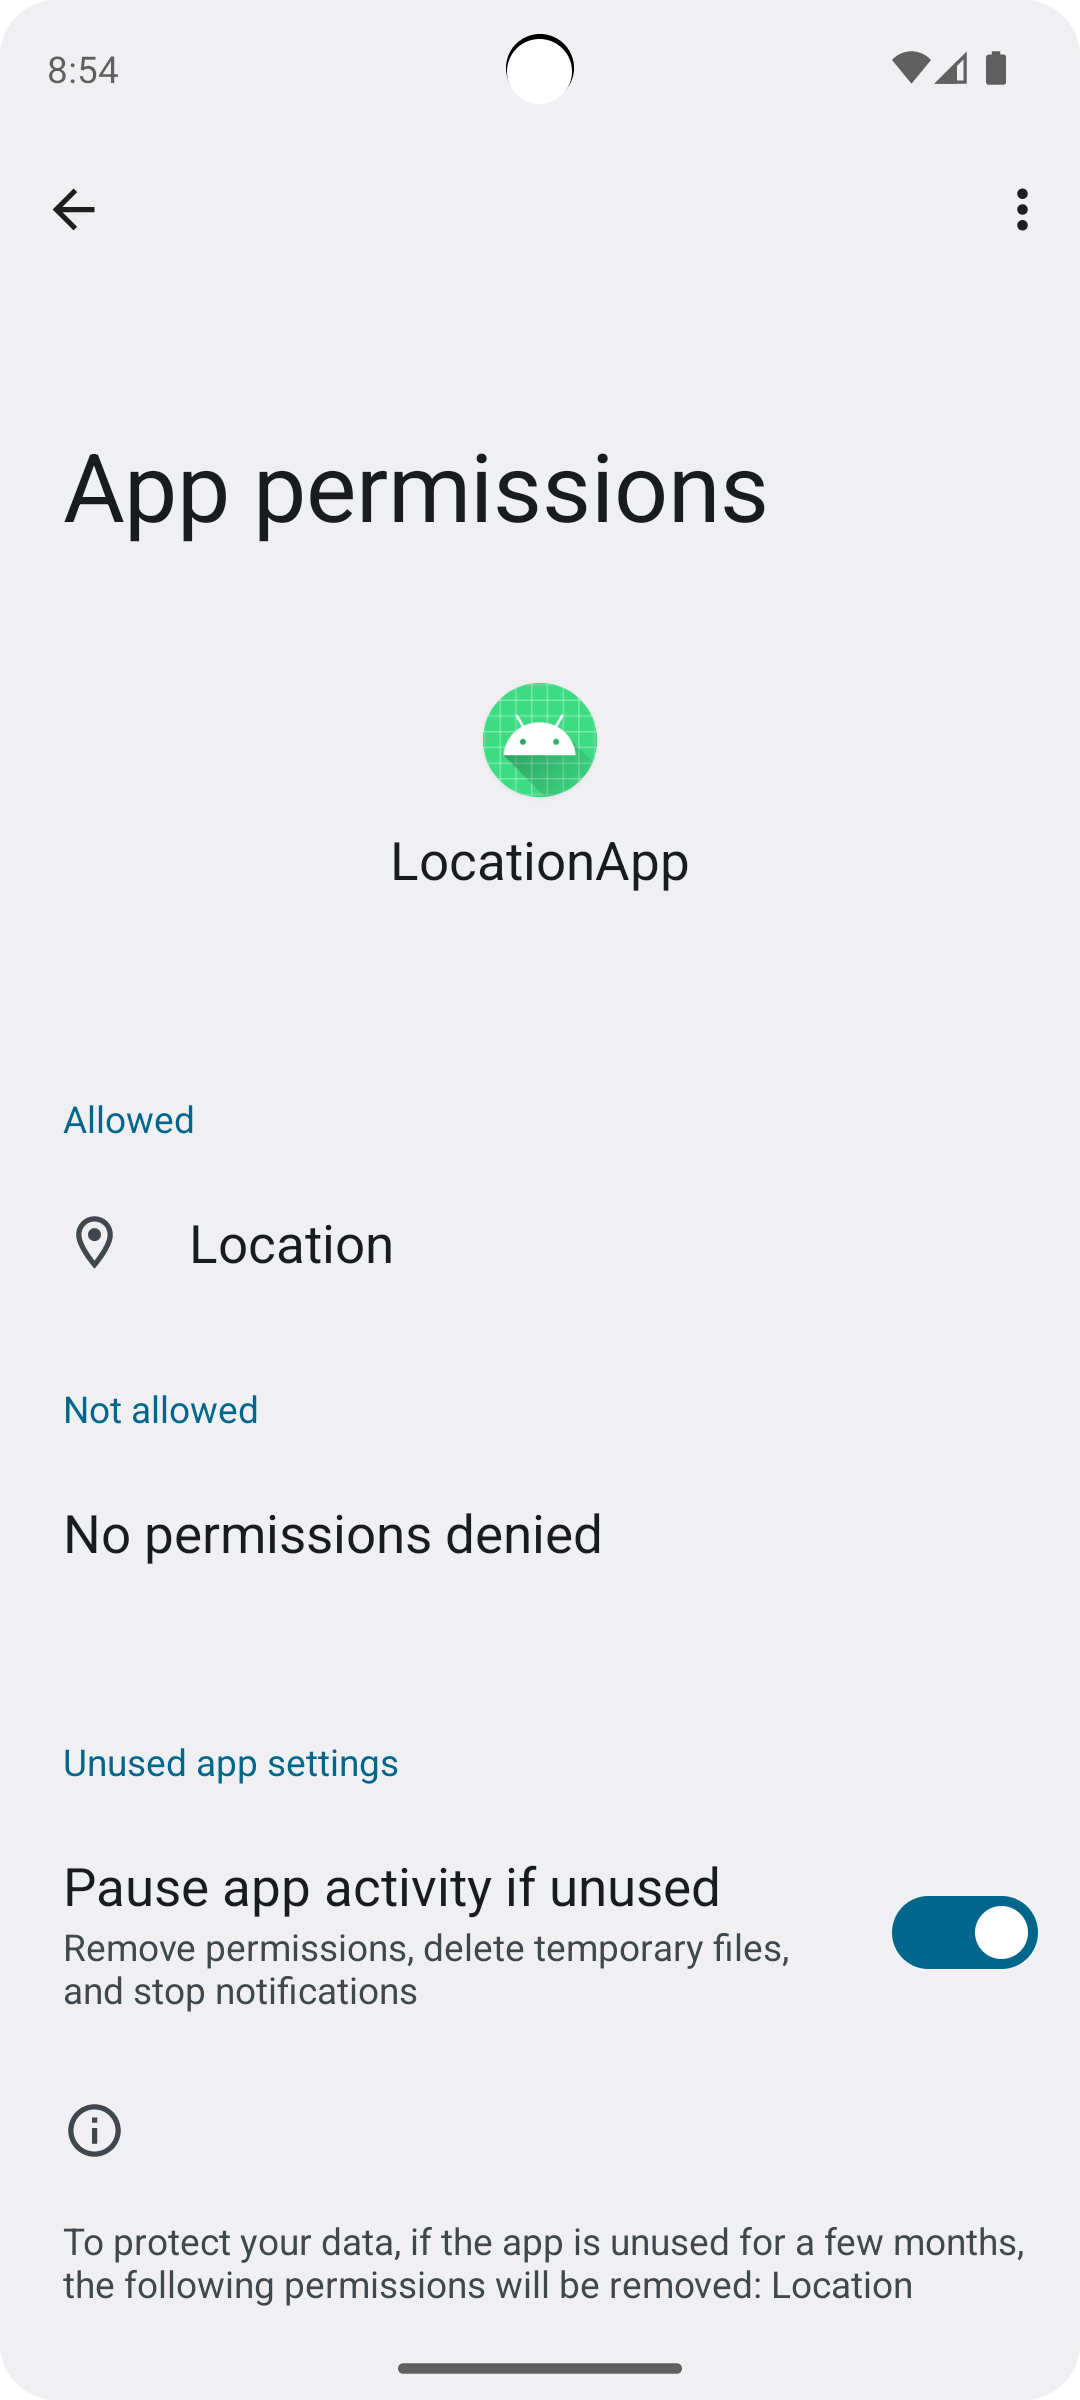 8:54
App permissions
LocationApp
Allowed
Location
Not allowed
No permissions denied
Unused app settings
Pause app activity if unused
Remove permissions, delete temporary files,
and stop notifications
To protect your data, if the app is unused for a few months,
the following permissions will be removed: Location